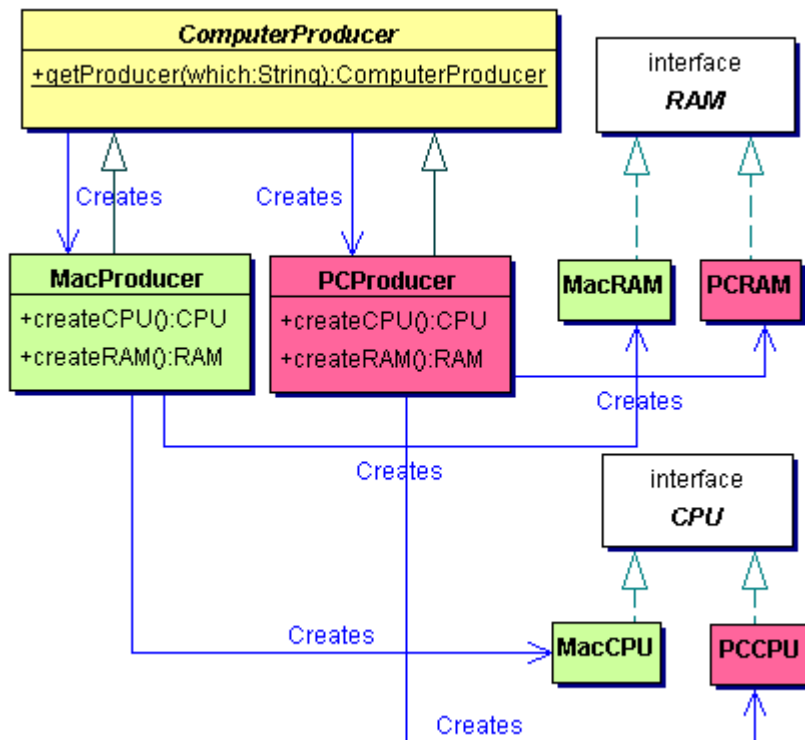 ComputerProducer
+getProducer(which:String):ComputerProducer
interface
RAM
Creates
Creates
MacProducer
+createCPU():CPU
+createRAM():RAM
PCProducer
+createCPU():CPU
+createRAM():RAM
MacRAM
PCRAM
Creates
Creates
interface
CPU
Creates
MacCPU
PCCPU
Creates